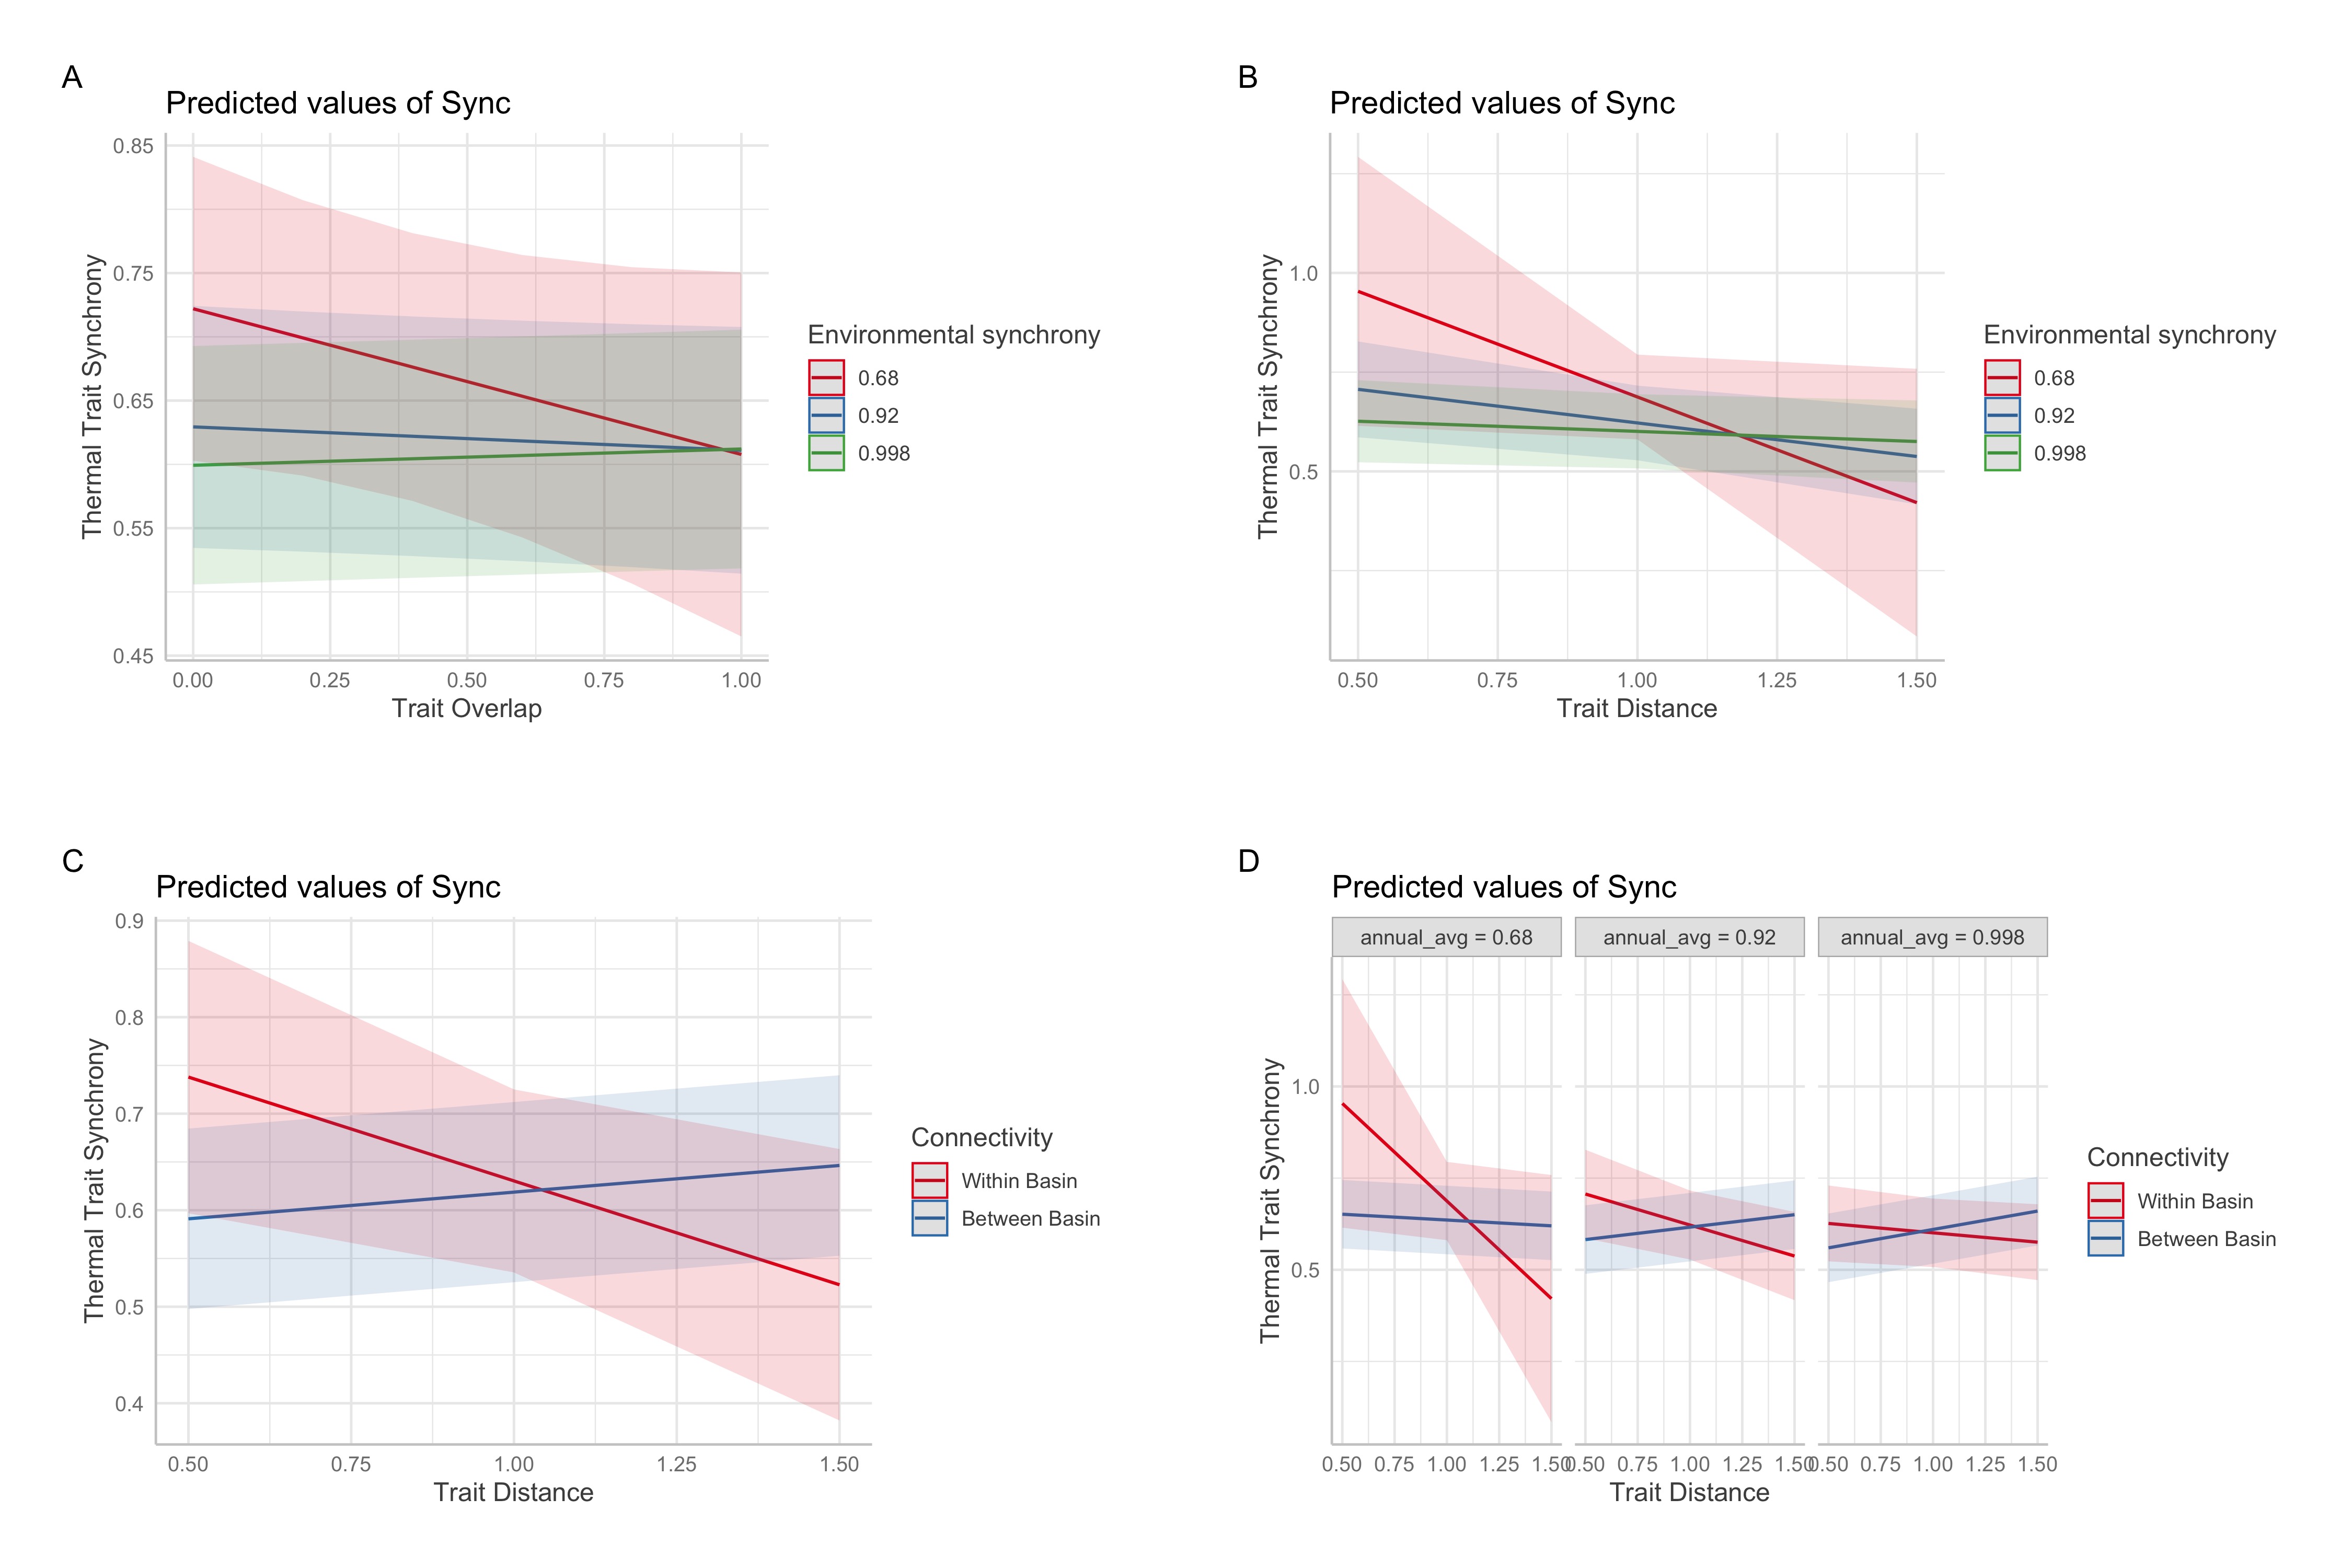 A
Predicted values of Sync
Thermal Trait Synchrony
0.85
0.75
0.65
0.55
0.45
0.00 0.25 0.50 0.75 1.00
Trait Overlap
Environmental synchrony
0.68
0.92
0.998
B
Predicted values of Sync
Thermal Trait Synchrony
1.0
0.5
0.50 0.75 1.00 1.25 1.50
Trait Distance
Environmental synchrony
0.68
0.92
0.998
C
Predicted values of Sync
Thermal Trait Synchrony
0.9
0.8
0.7
0.6
0.5
0.4
0.50 0.75 1.00 1.25 1.50
Trait Distance
Connectivity
Within Basin
Between Basin
D
Predicted values of Sync
annual_avg = 0.68 annual_avg = 0.92 annual_avg = 0.998
Thermal Trait Synchrony
1.0
0.5
0.50 0.75 1.00 1.25 1.50 0.50 0.75 1.00 1.25 1.50 0.50 0.75 1.00 1.25 1.50
Trait Distance
Connectivity
Within Basin
Between Basin